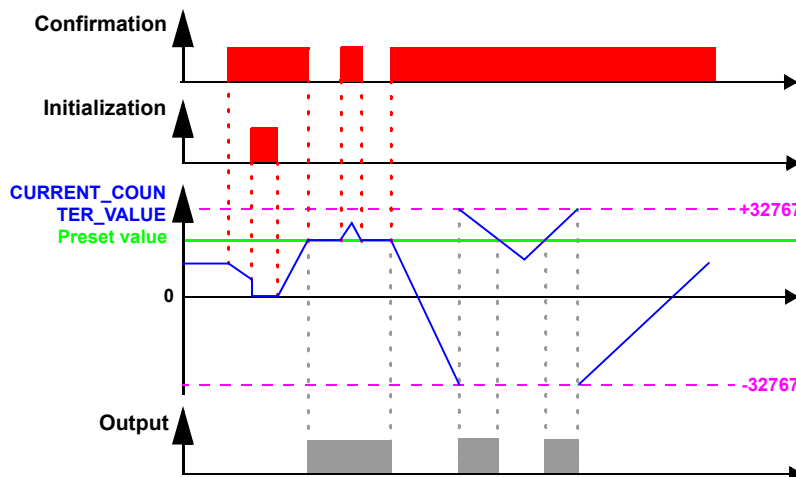 Confirmation
Initialization
CURRENT_COUN
TER_VALUE
+32767
Preset value
0
-32767
Output